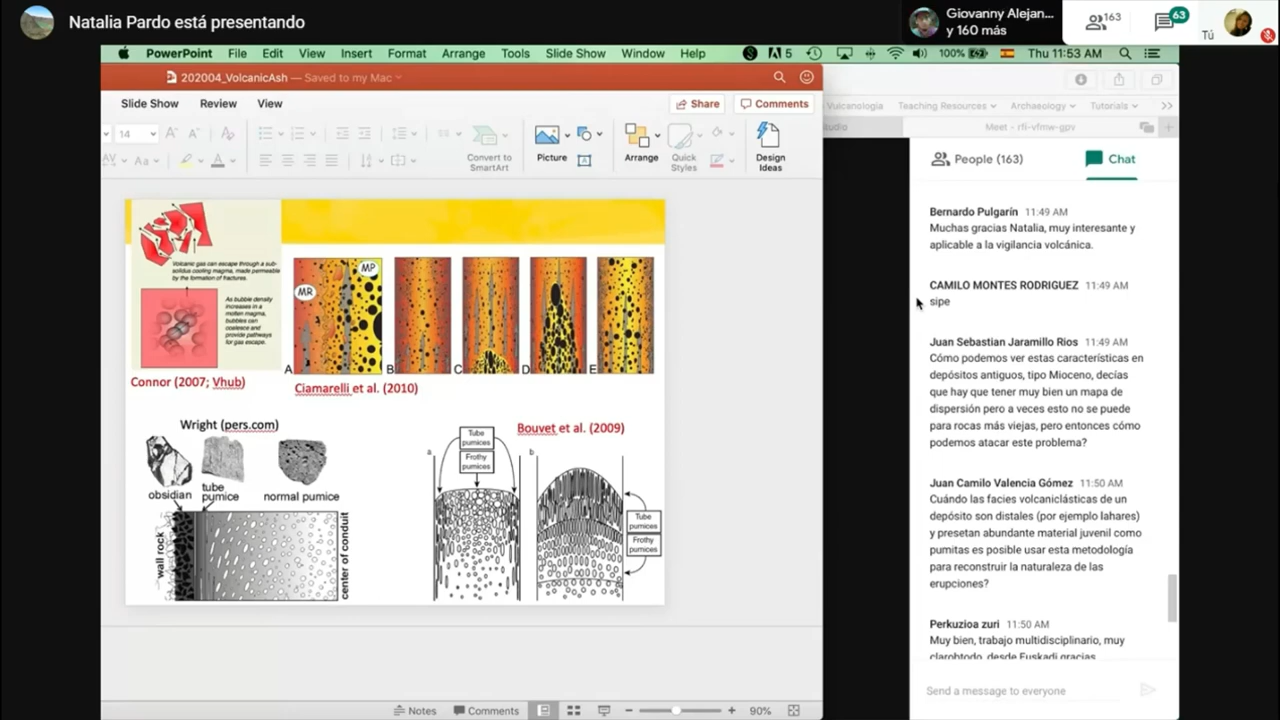 Natalia Pardo está presentando
Giovanny Alejan...
y 160 más
163
63
Tú
PowerPoint File Edit View Insert Format Arrange Tools Slide Show Window Help
5
100%
Thu 11:53 AM
202004_VolcanicAsh — Saved to my Mac
Slide Show Review View
Share
Comments
14
Aa
A
Convert to
SmartArt
Picture
Arrange
Quick
Styles
Design
Ideas
Vulcanologia Teaching Resources Archaeology Tutorials
Meet - rfi-vfmw-gpv
Volcanic gas can escape through a sub-
solidus cooling magma, made permeable
by the formation of fractures.
As bubble density
increases in a
molten magma,
bubbles can
coalesce and
provide pathways
for gas escape.
Connor (2007; Vhub)
MR
MP
A
B
C
D
E
Ciamarelli et al. (2010)
Wright (pers.com)
obsidian
tube
pumice
normal pumice
wall rock
center of conduit
Bouvet et al. (2009)
a
Tube
pumices
Frothy
pumices
b
Tube
pumices
Frothy
pumices
Notes
Comments
90%
People (163)
Chat
Bernardo Pulgarín 11:49 AM
Muchas gracias Natalia, muy interesante y
aplicable a la vigilancia volcánica.
CAMILO MONTES RODRIGUEZ 11:49 AM
sipe
Juan Sebastian Jaramillo Rios 11:49 AM
Cómo podemos ver estas características en
depósitos antiguos, tipo Mioceno, decías
que hay que tener muy bien un mapa de
dispersión pero a veces esto no se puede
para rocas más viejas, pero entonces cómo
podemos atacar este problema?
Juan Camilo Valencia Gómez 11:50 AM
Cuándo las facies volcaniclásticas de un
depósito son distales (por ejemplo lahares)
y presetan abundante material juvenil como
pumitas es posible usar esta metodología
para reconstruir la naturaleza de las
erupciones?
Perkuzioa zuri 11:50 AM
Muy bien, trabajo multidisciplinario, muy
clarobtodo, desde Euskadi gracias
Send a message to everyone